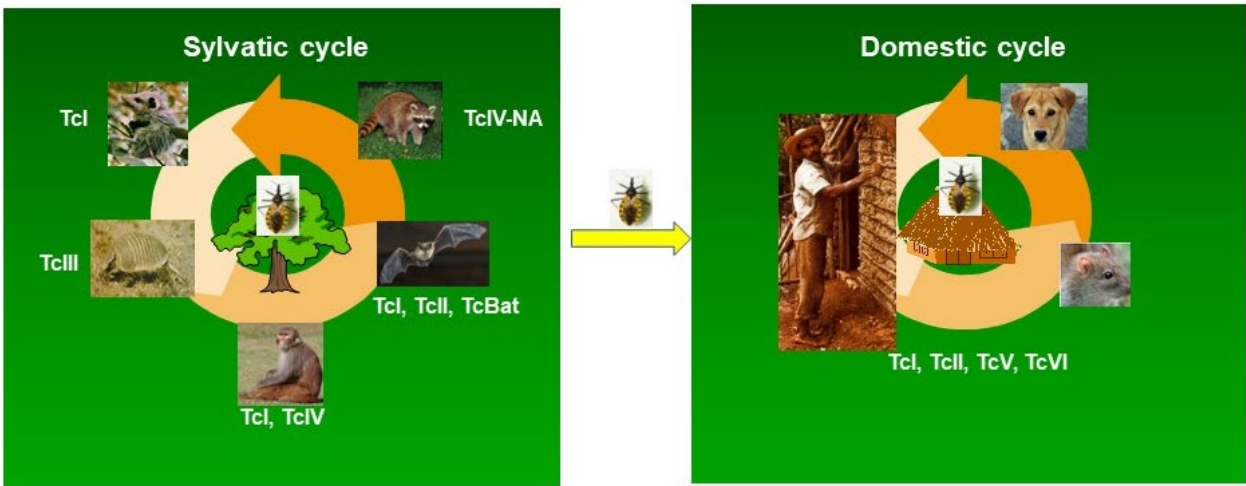 Sylvatic cycle
TcI
TcIV-NA
TcIII
TcI, TcII, TcBat
TcI, TcIV
Domestic cycle
TcI, TcII, TcV, TcVI